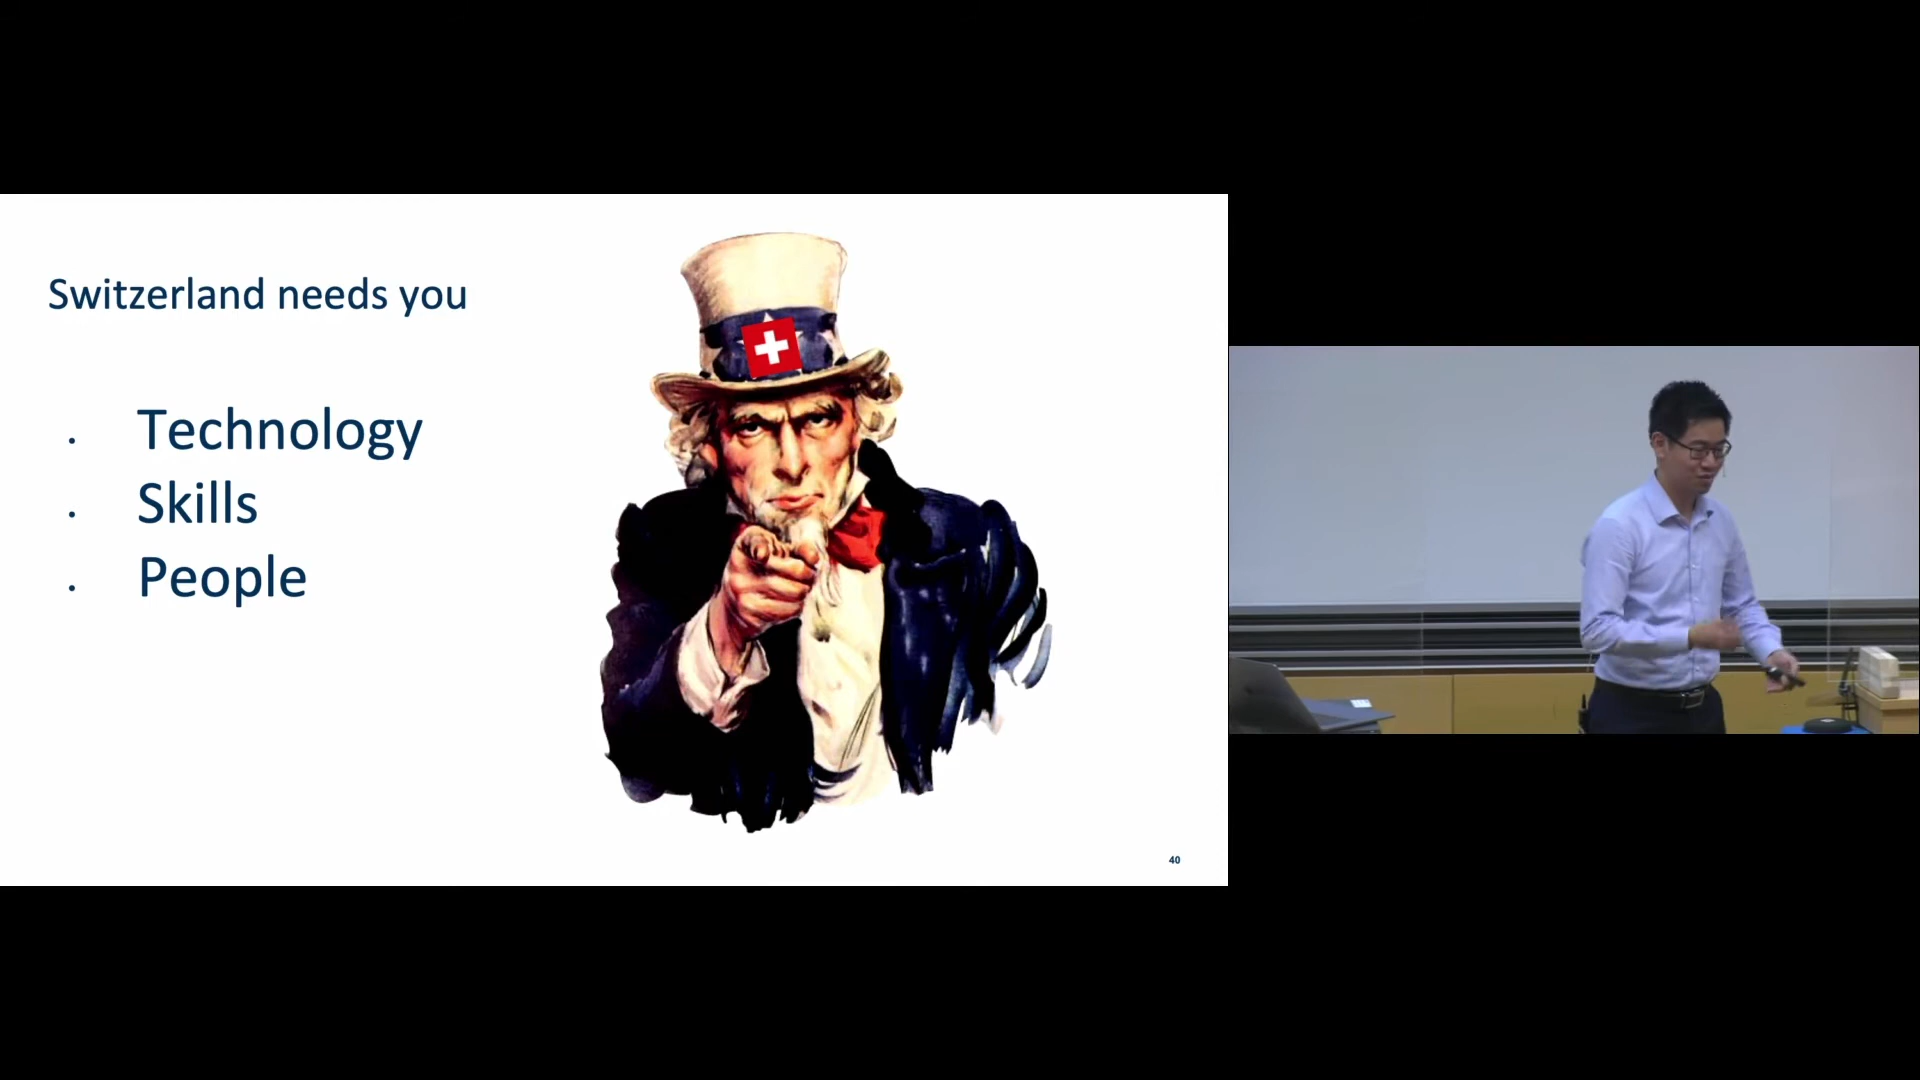 Switzerland needs you
. Technology
. Skills
. People
40